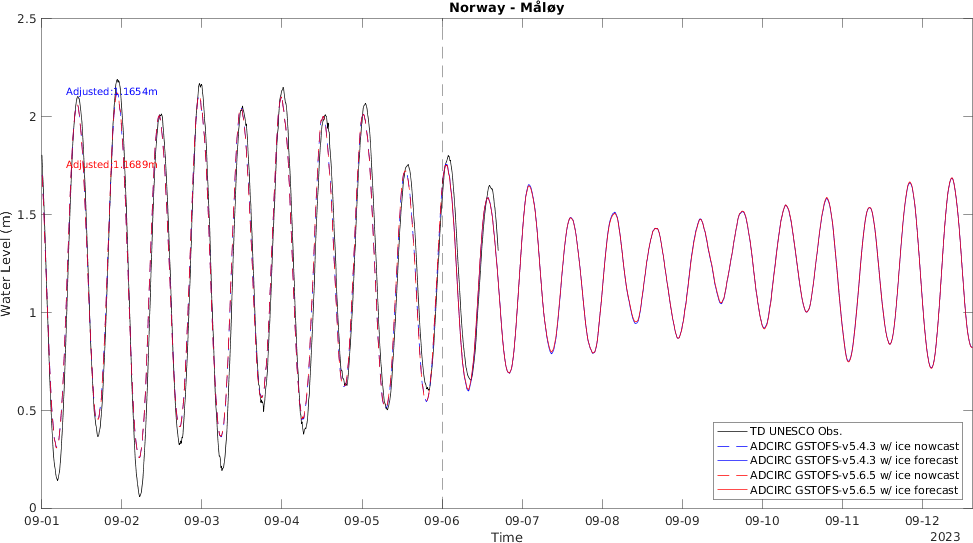 Norway - Måløy
Water Level (m)
2.5
2
1.5
1
0.5
0
Adjusted:1.1654m
Adjusted 1.1689m
TD UNESCO Obs.
ADCIRC GSTOFS-v5.4.3 w/ ice nowcast
ADCIRC GSTOFS-v5.4.3 w/ ice forecast
ADCIRC GSTOFS-v5.6.5 w/ ice nowcast
ADCIRC GSTOFS-v5.6.5 w/ ice forecast
09-01 09-02 09-03 09-04 09-05 09-06 09-07 09-08 09-09 09-10 09-11 09-12
Time
2023